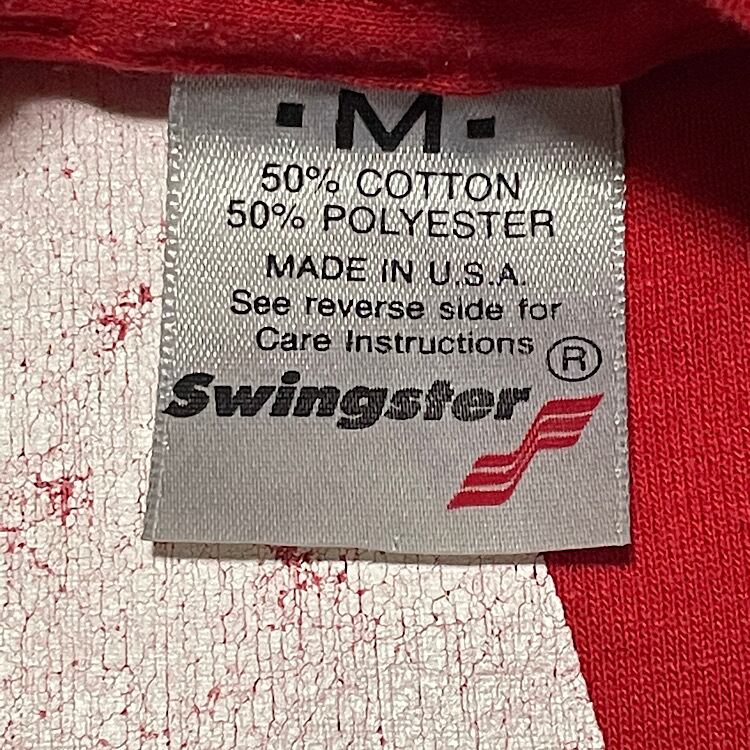 · M ·
50% COTTON
50% POLYESTER
MADE IN U.S.A.
See reverse side for
Care Instructions
Swingster ®